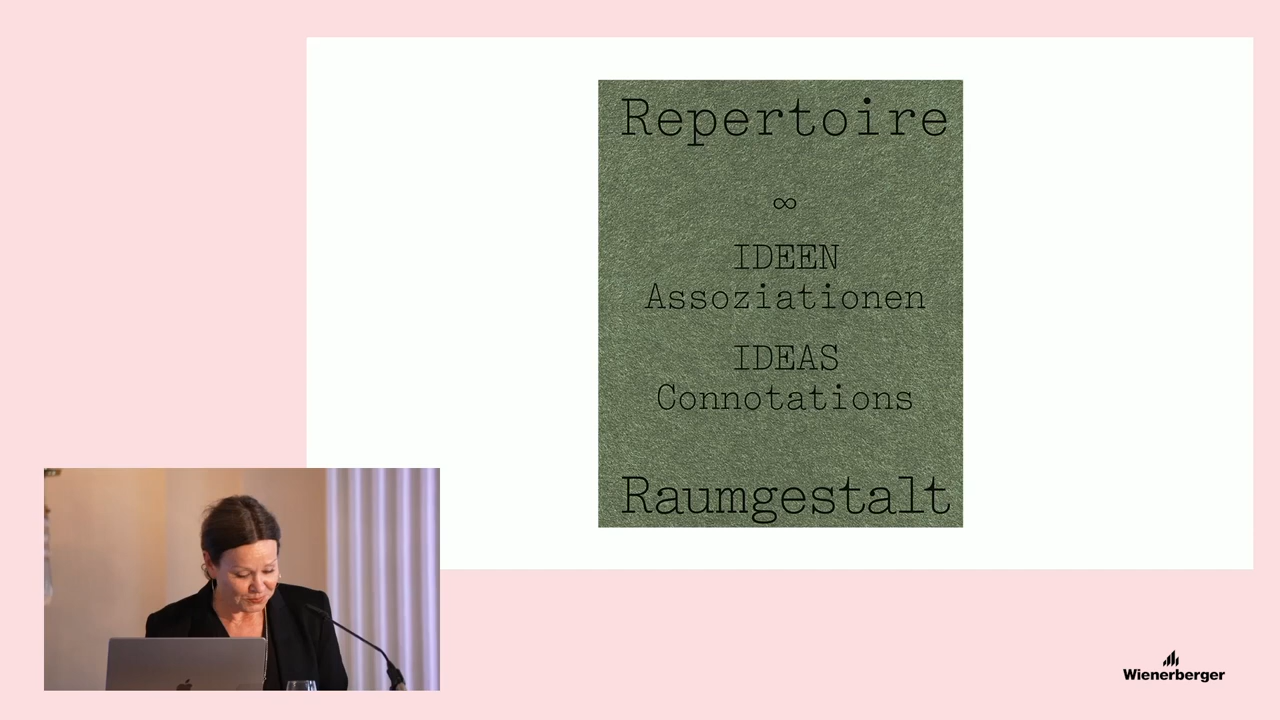 Repertoire
∞
IDEEN
Assoziationen
IDEAS
Connotations
Raumgestalt
Wienerberger